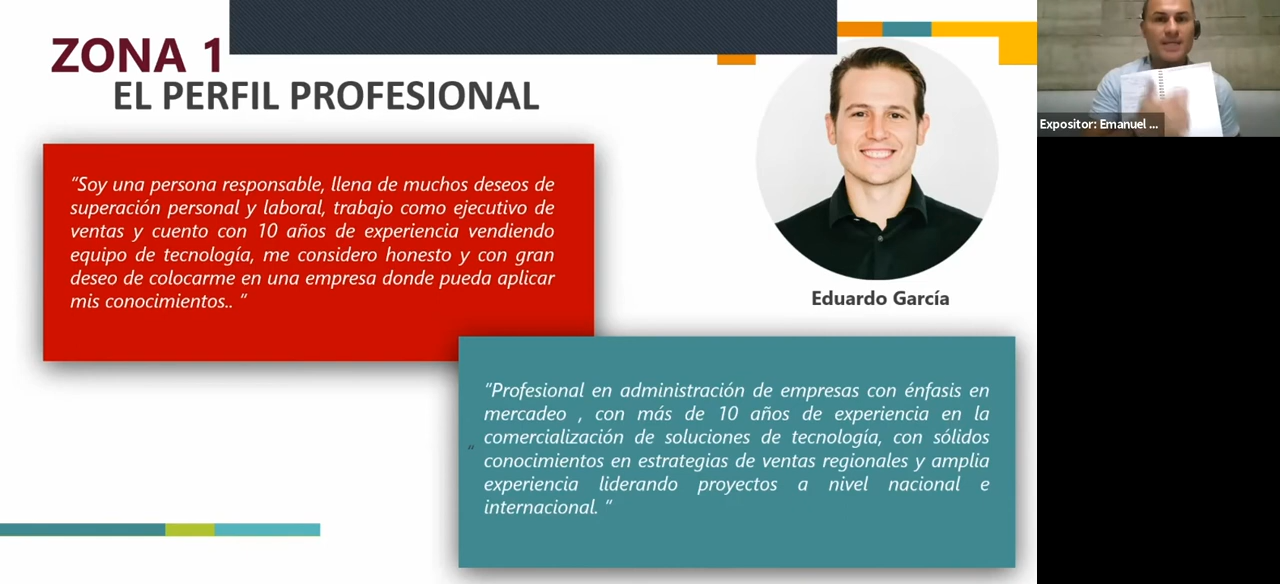 ZONA 1
EL PERFIL PROFESIONAL
Expositor: Emanuel ...
“Soy una persona responsable, llena de muchos deseos de
superación personal y laboral, trabajo como ejecutivo de
ventas y cuento con 10 años de experiencia vendiendo
equipo de tecnología, me considero honesto y con gran
deseo de colocarme en una empresa donde pueda aplicar
mis conocimientos.. “
Eduardo García
“Profesional en administración de empresas con énfasis en
mercadeo , con más de 10 años de experiencia en la
comercialización de soluciones de tecnología, con sólidos
conocimientos en estrategias de ventas regionales y amplia
experiencia liderando proyectos a nivel nacional e
internacional. “
“